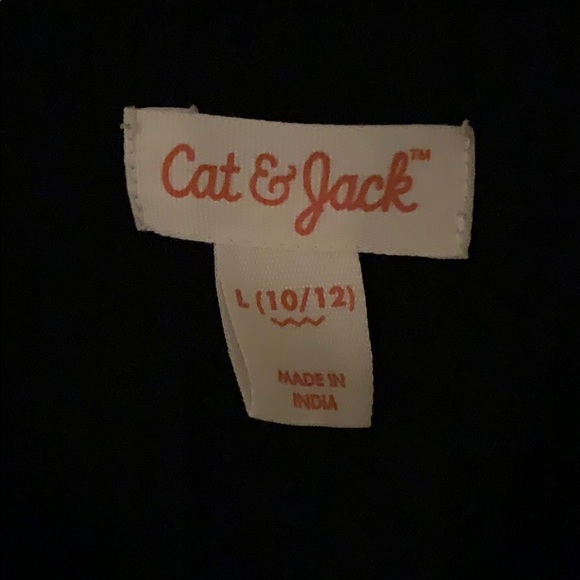 Cat & Jack™
L (10/12)
MADE IN
INDIA